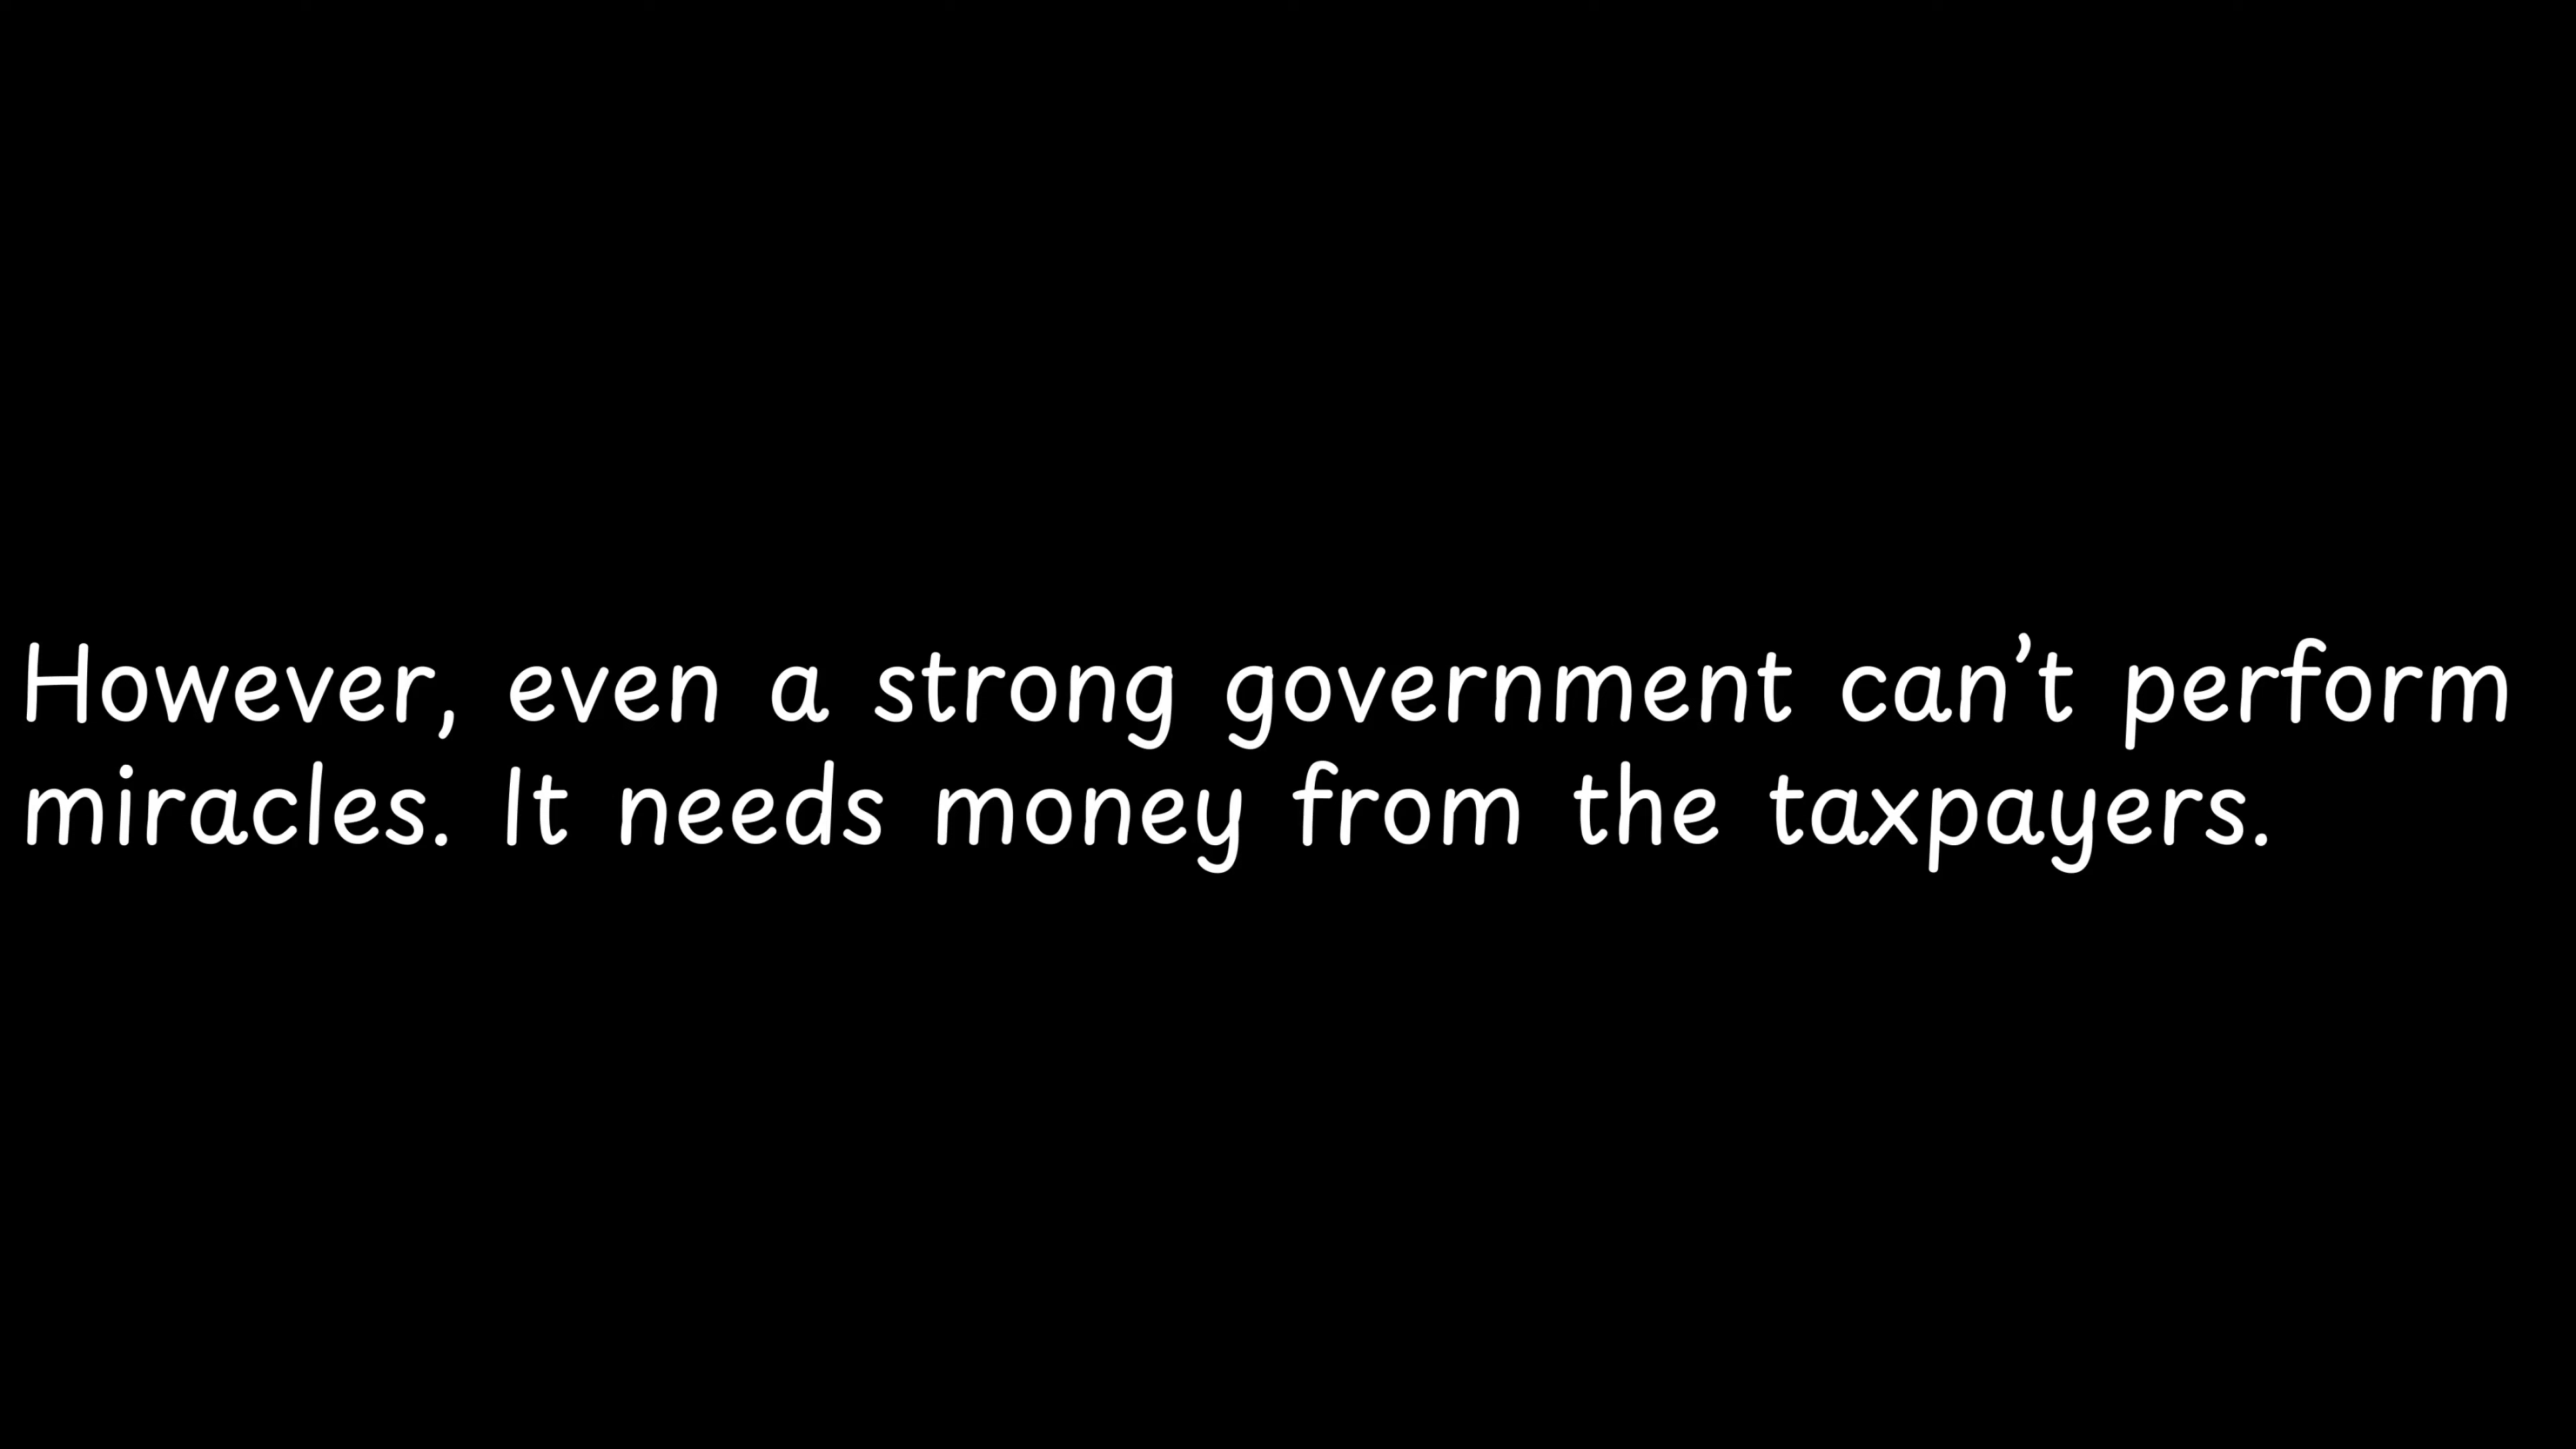 However, even a strong government can’t perform
miracles. It needs money from the taxpayers.